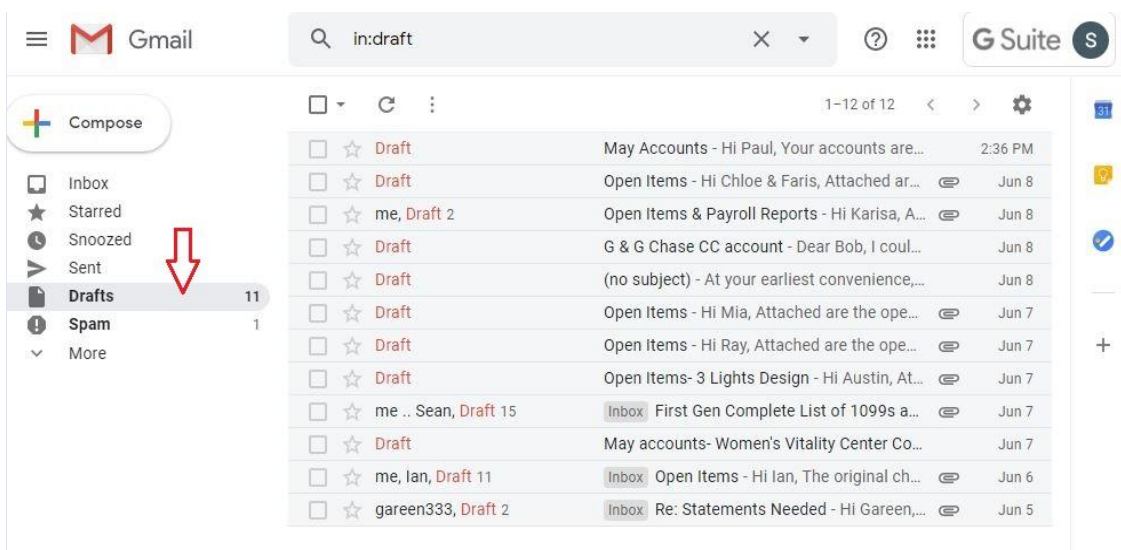 Gmail
in:draft
G Suite
S
Compose
1–12 of 12
31
Inbox
Starred
Snoozed
Sent
Drafts 11
Spam 1
More
Draft May Accounts - Hi Paul, Your accounts are... 2:36 PM
Draft Open Items - Hi Chloe & Faris, Attached ar... Jun 8
me, Draft 2 Open Items & Payroll Reports - Hi Karisa, A... Jun 8
Draft G & G Chase CC account - Dear Bob, I coul... Jun 8
Draft (no subject) - At your earliest convenience,... Jun 8
Draft Open Items - Hi Mia, Attached are the ope... Jun 7
Draft Open Items - Hi Ray, Attached are the ope... Jun 7
Draft Open Items- 3 Lights Design - Hi Austin, At... Jun 7
me .. Sean, Draft 15 Inbox First Gen Complete List of 1099s a... Jun 7
Draft May accounts- Women's Vitality Center Co... Jun 7
me, Ian, Draft 11 Inbox Open Items - Hi Ian, The original ch... Jun 6
gareen333, Draft 2 Inbox Re: Statements Needed - Hi Gareen,... Jun 5